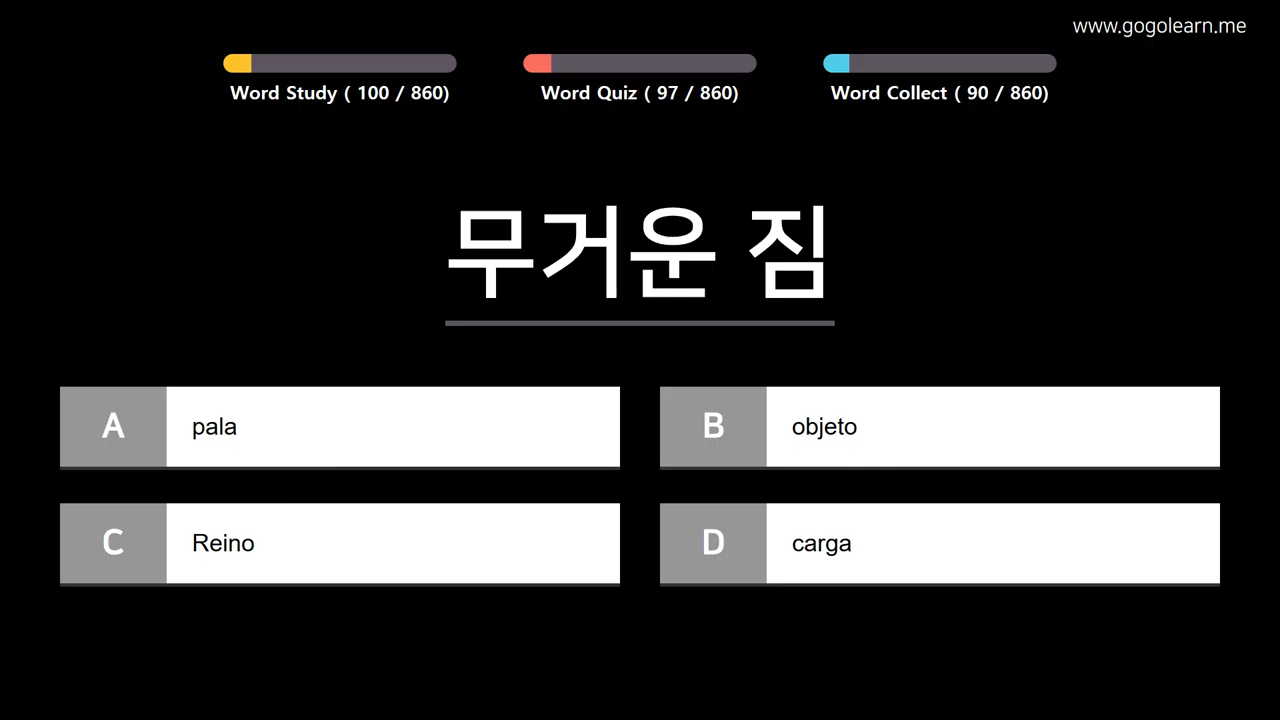 www.gogolearn.me
Word Study ( 100 / 860)
Word Quiz ( 97 / 860)
Word Collect ( 90 / 860)
무거운 짐
A pala
B objeto
C Reino
D carga